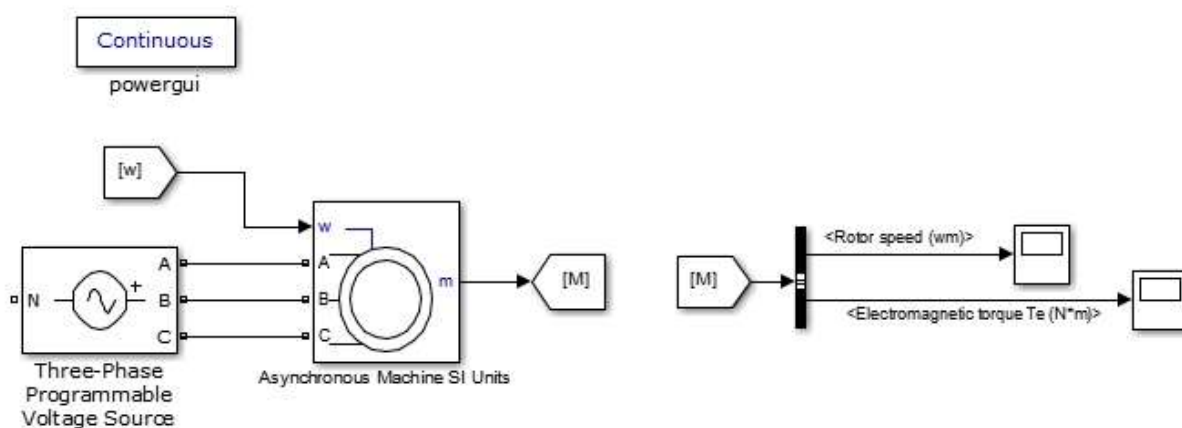 Continuous
powergui
[w]
w
A
B
C
m
N
+
A
B
C
Three-Phase
Programmable
Voltage Source
Asynchronous Machine SI Units
[M]
[M]
<Rotor speed (wm)>
<Electromagnetic torque Te (N*m)>